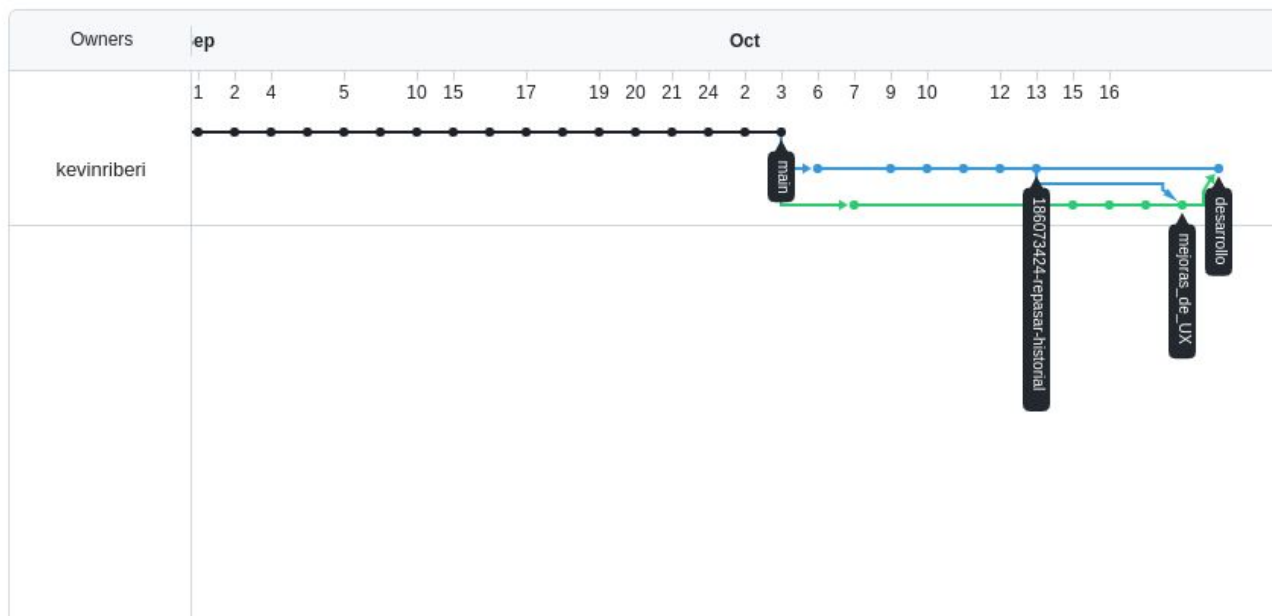 Owners
ep
Oct
1 2 4 5 10 15 17 19 20 21 24 2 3 6 7 9 10 12 13 15 16
kevinriberi
main
186073424-repasar-historial
mejoras_de_UX
desarrollo